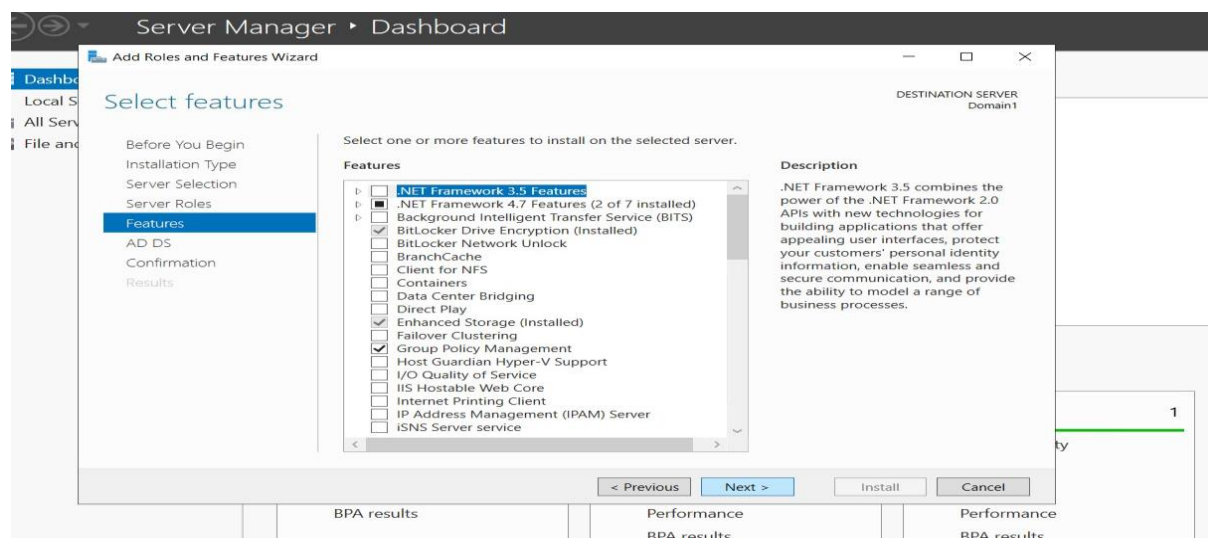 Server Manager ‣ Dashboard
Add Roles and Features Wizard
Dashbo
Local S
All Serv
File and
Select features
DESTINATION SERVER
Domain1
Before You Begin
Installation Type
Server Selection
Server Roles
Features
AD DS
Confirmation
Results
Select one or more features to install on the selected server.
Features
.NET Framework 3.5 Features
.NET Framework 4.7 Features (2 of 7 installed)
Background Intelligent Transfer Service (BITS)
BitLocker Drive Encryption (Installed)
BitLocker Network Unlock
BranchCache
Client for NFS
Containers
Data Center Bridging
Direct Play
Enhanced Storage (Installed)
Failover Clustering
Group Policy Management
Host Guardian Hyper-V Support
I/O Quality of Service
IIS Hostable Web Core
Internet Printing Client
IP Address Management (IPAM) Server
iSNS Server service
Description
.NET Framework 3.5 combines the
power of the .NET Framework 2.0
APIs with new technologies for
building applications that offer
appealing user interfaces, protect
your customers' personal identity
information, enable seamless and
secure communication, and provide
the ability to model a range of
business processes.
1
ty
< Previous
Next >
Install
Cancel
BPA results
Performance
BPA results
Performance
BPA results